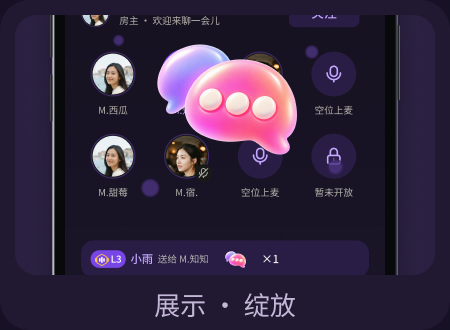 房主 · 欢迎来聊一会儿
关注
M.西瓜
空位上麦
M.甜莓
M.宿.
空位上麦
暂未开放
L3 小雨 送给 M.知知 ×1
展示 · 绽放